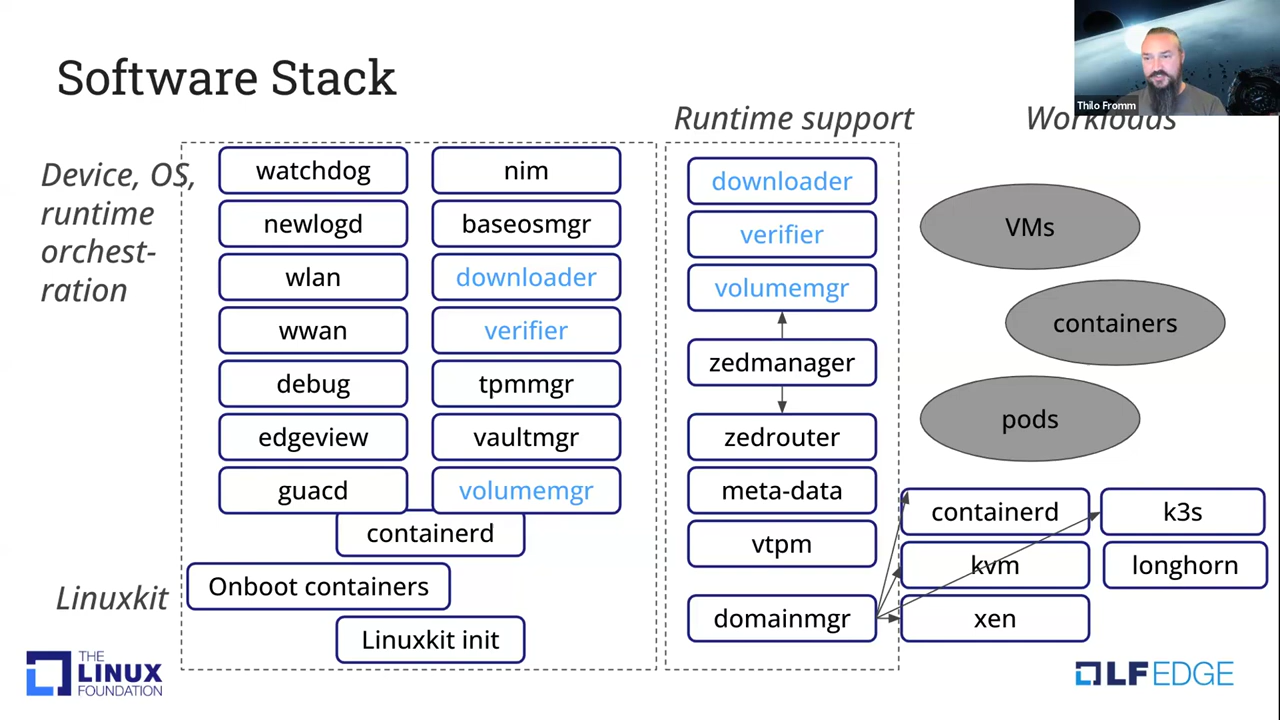 Software Stack
Thilo Fromm
Runtime support
Workloads
Device, OS,
runtime
orchest-
ration
watchdog
newlogd
wlan
wwan
debug
edgeview
guacd
nim
baseosmgr
downloader
verifier
tpmmgr
vaultmgr
volumemgr
containerd
Onboot containers
Linuxkit init
Linuxkit
downloader
verifier
volumemgr
zedmanager
zedrouter
meta-data
vtpm
domainmgr
VMs
containers
pods
containerd
kvm
xen
k3s
longhorn
THE
LINUX
FOUNDATION
LFEDGE